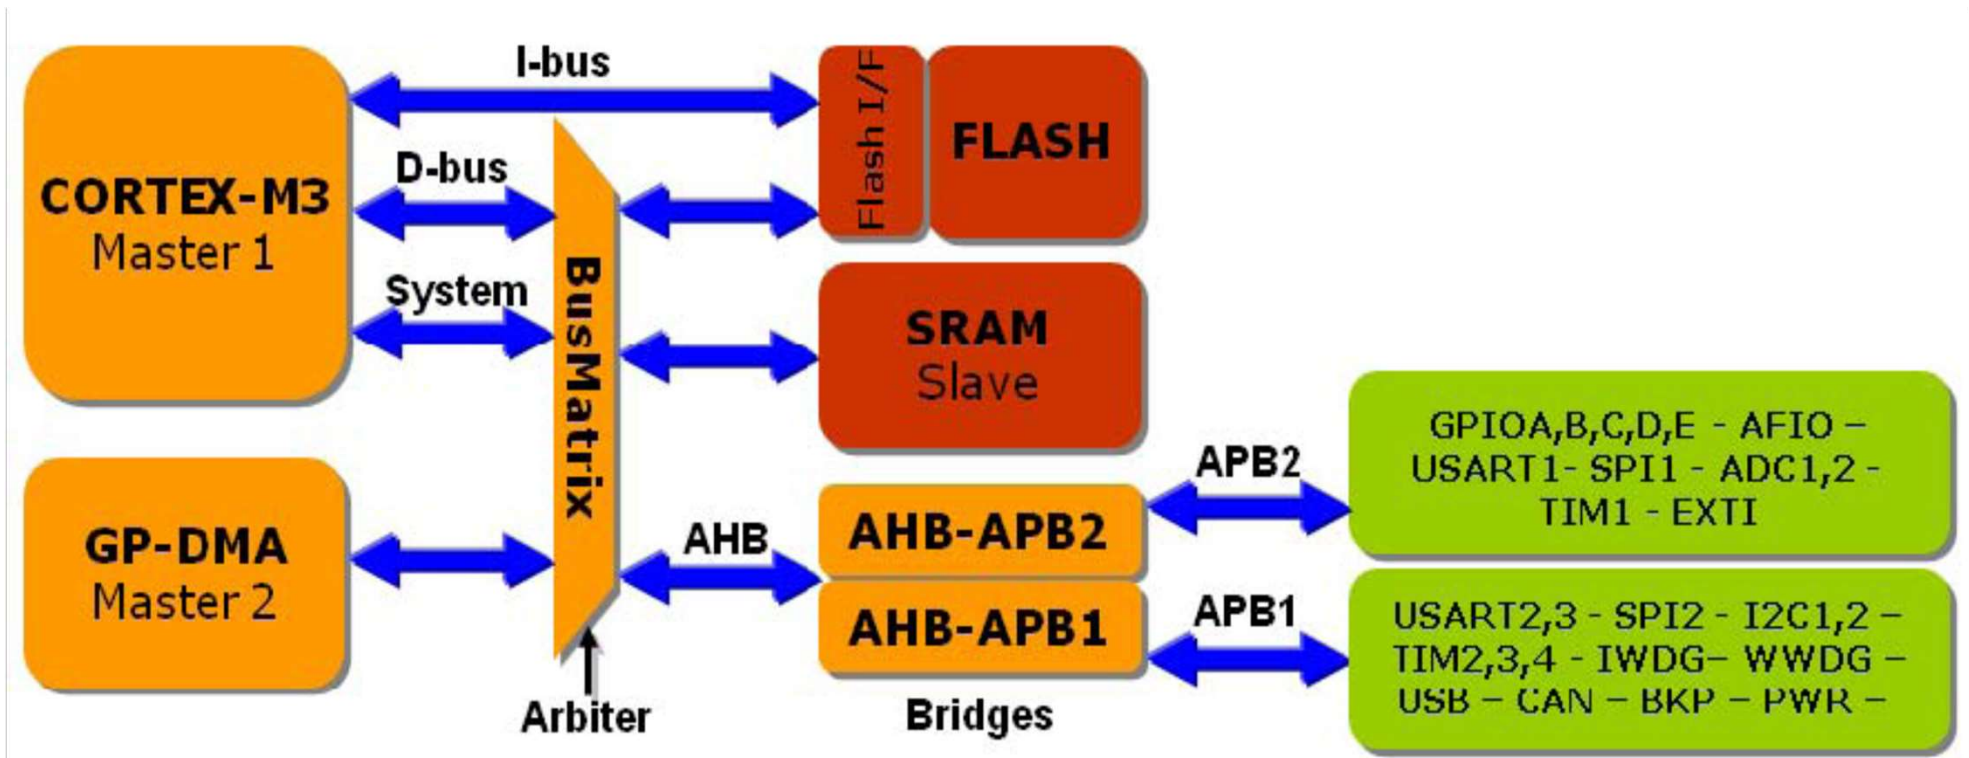 I-bus
CORTEX-M3
Master 1
D-bus
System
BusMatrix
Flash I/F
FLASH
SRAM
Slave
GP-DMA
Master 2
AHB
AHB-APB2
AHB-APB1
Arbiter
Bridges
APB2
GPIOA,B,C,D,E - AFIO –
USART1- SPI1 - ADC1,2 -
TIM1 - EXTI
APB1
USART2,3 - SPI2 - I2C1,2 –
TIM2,3,4 - IWDG– WWDG –
USB – CAN – BKP – PWR –